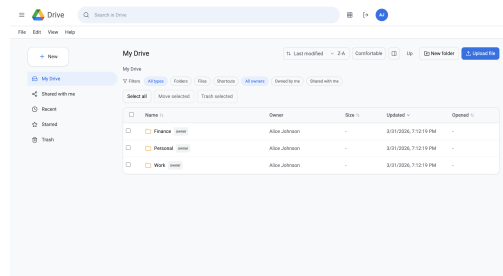 Drive
Search in Drive
AJ
File Edit View Help
+ New
My Drive
Shared with me
Recent
Starred
Trash
My Drive
Last modified Z-A Comfortable Up New folder Upload file
My Drive
Filters All types Folders Files Shortcuts All owners Owned by me Shared with me
Select all Move selected Trash selected
Name Owner Size Updated Opened
Finance owner Alice Johnson - 3/31/2026, 7:12:19 PM -
Personal owner Alice Johnson - 3/31/2026, 7:12:19 PM -
Work owner Alice Johnson - 3/31/2026, 7:12:19 PM -